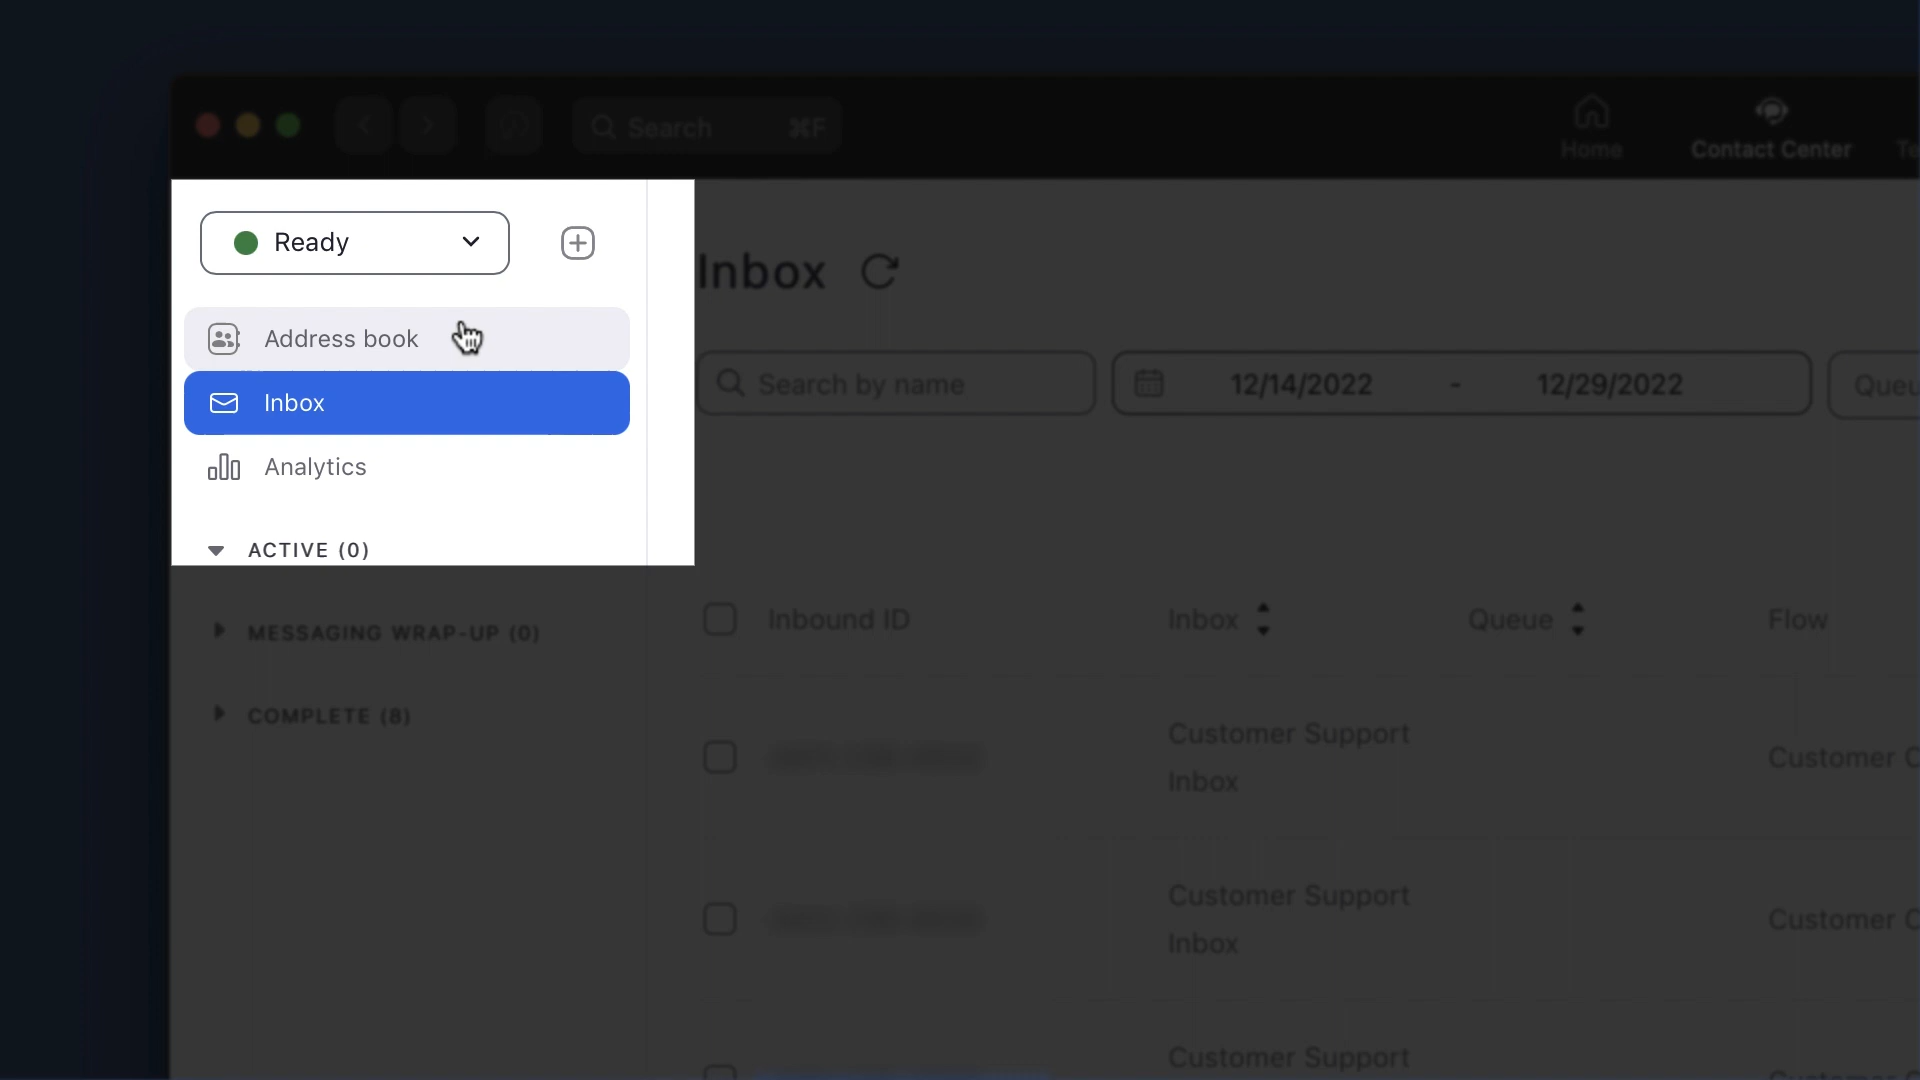 Search ⌘F
Home
Contact Center
Ready
Address book
Inbox
Analytics
ACTIVE (0)
MESSAGING WRAP-UP (0)
COMPLETE (8)
Inbox
Search by name
12/14/2022 - 12/29/2022
Inbound ID Inbox Queue Flow
Customer Support
Inbox
Customer
Customer Support
Inbox
Customer
Customer Support